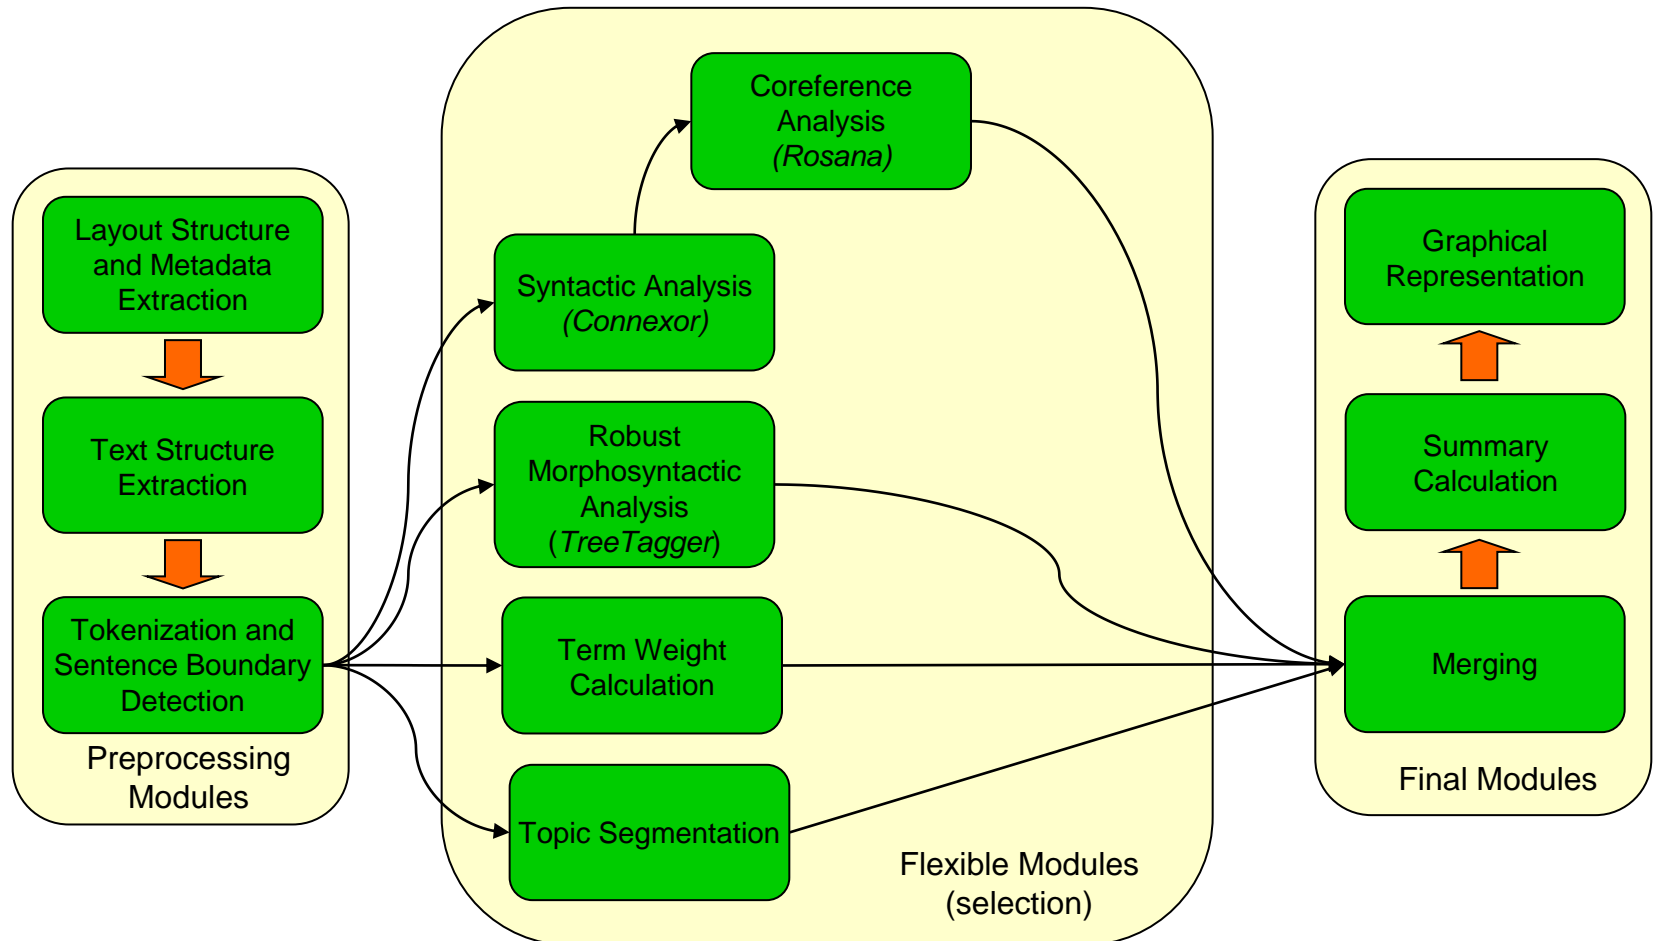 Layout Structure
and Metadata
Extraction
Text Structure
Extraction
Tokenization and
Sentence Boundary
Detection
Preprocessing
Modules
Coreference
Analysis
(Rosana)
Syntactic Analysis
(Connexor)
Robust
Morphosyntactic
Analysis
(TreeTagger)
Term Weight
Calculation
Topic Segmentation
Flexible Modules
(selection)
Graphical
Representation
Summary
Calculation
Merging
Final Modules